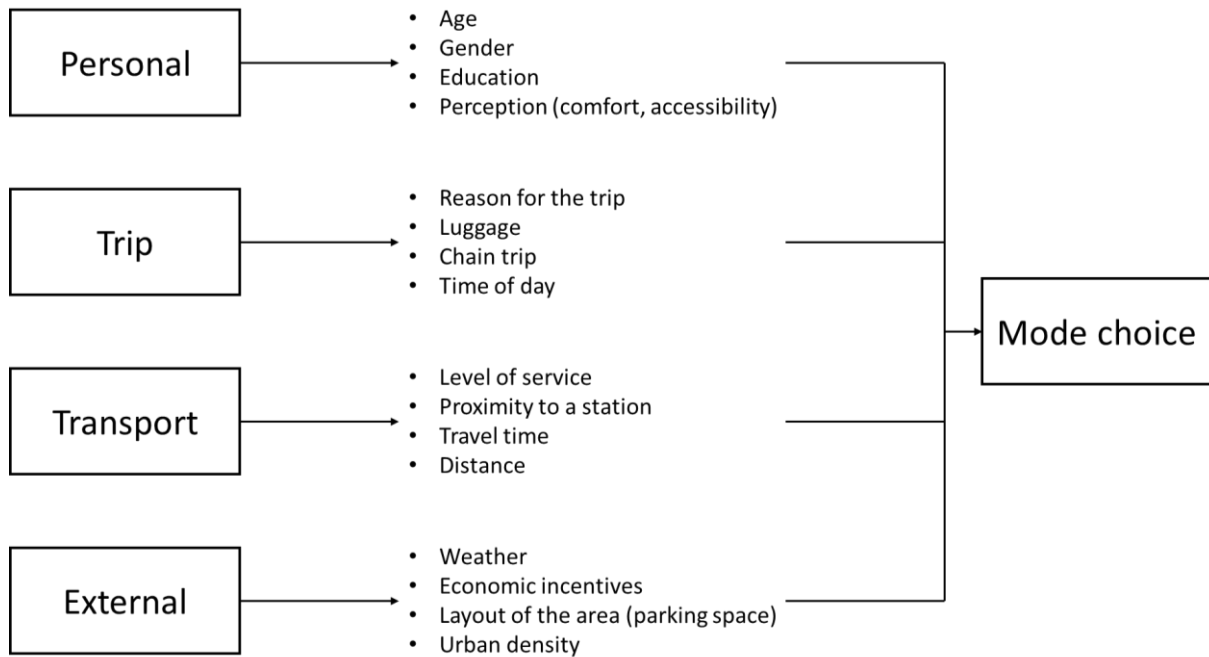 Personal
• Age
• Gender
• Education
• Perception (comfort, accessibility)
Trip
• Reason for the trip
• Luggage
• Chain trip
• Time of day
Mode choice
Transport
• Level of service
• Proximity to a station
• Travel time
• Distance
External
• Weather
• Economic incentives
• Layout of the area (parking space)
• Urban density